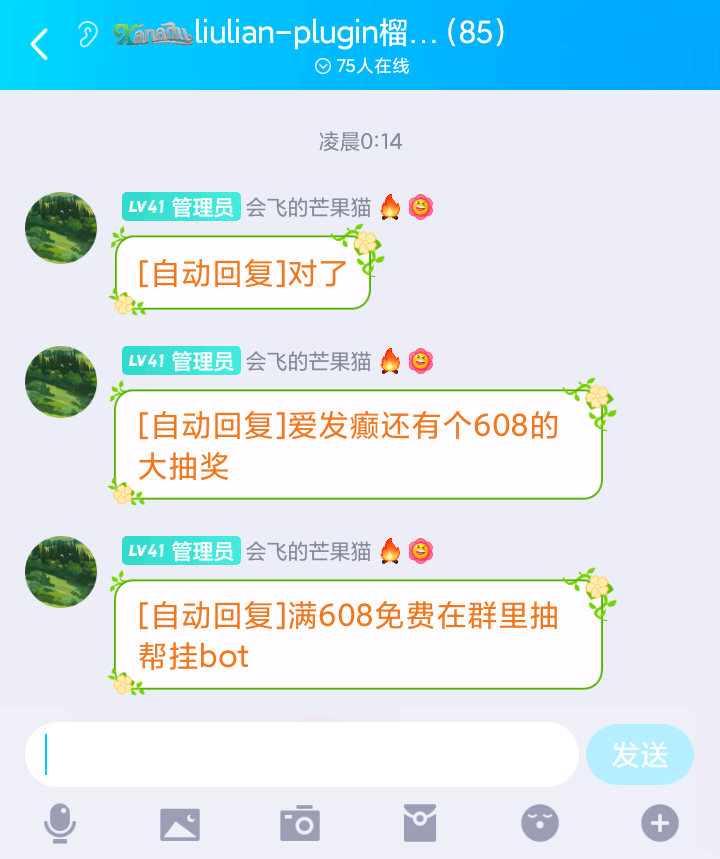 Xanadu liulian-plugin榴... (85)
75人在线
凌晨0:14
LV41 管理员 会飞的芒果猫
[自动回复]对了
LV41 管理员 会飞的芒果猫
[自动回复]爱发癫还有个608的
大抽奖
LV41 管理员 会飞的芒果猫
[自动回复]满608免费在群里抽
帮挂bot
发送